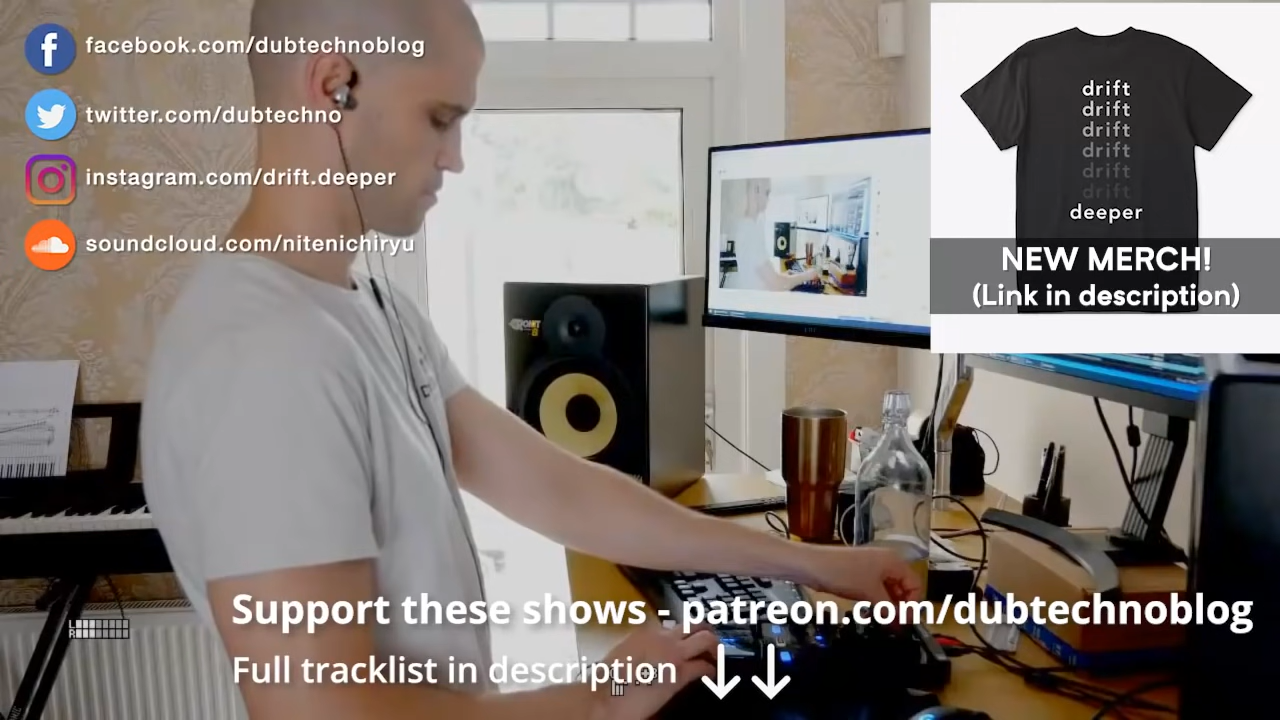 facebook.com/dubtechnoblog
twitter.com/dubtechno
instagram.com/drift.deeper
soundcloud.com/nitenichiryu
drift
drift
drift
drift
drift
drift
deeper
NEW MERCH!
(Link in description)
Support these shows - patreon.com/dubtechnoblog
Full tracklist in description